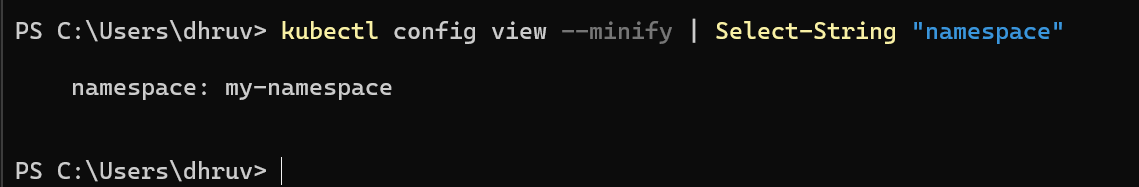 PS C:\Users\dhruv> kubectl config view --minify | Select-String "namespace"
namespace: my-namespace
PS C:\Users\dhruv>